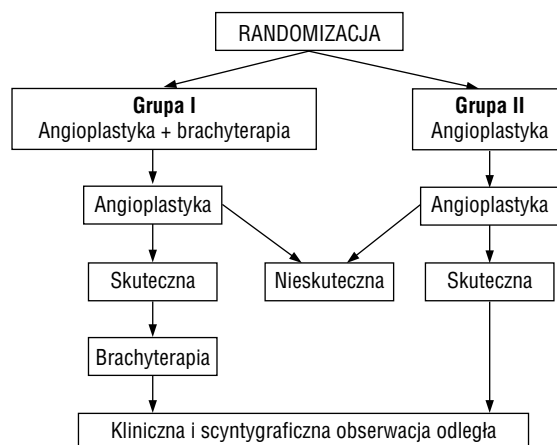 RANDOMIZACJA
Grupa I
Angioplastyka + brachyterapia
Grupa II
Angioplastyka
Angioplastyka
Angioplastyka
Skuteczna
Nieskuteczna
Skuteczna
Brachyterapia
Kliniczna i scyntygraficzna obserwacja odległa